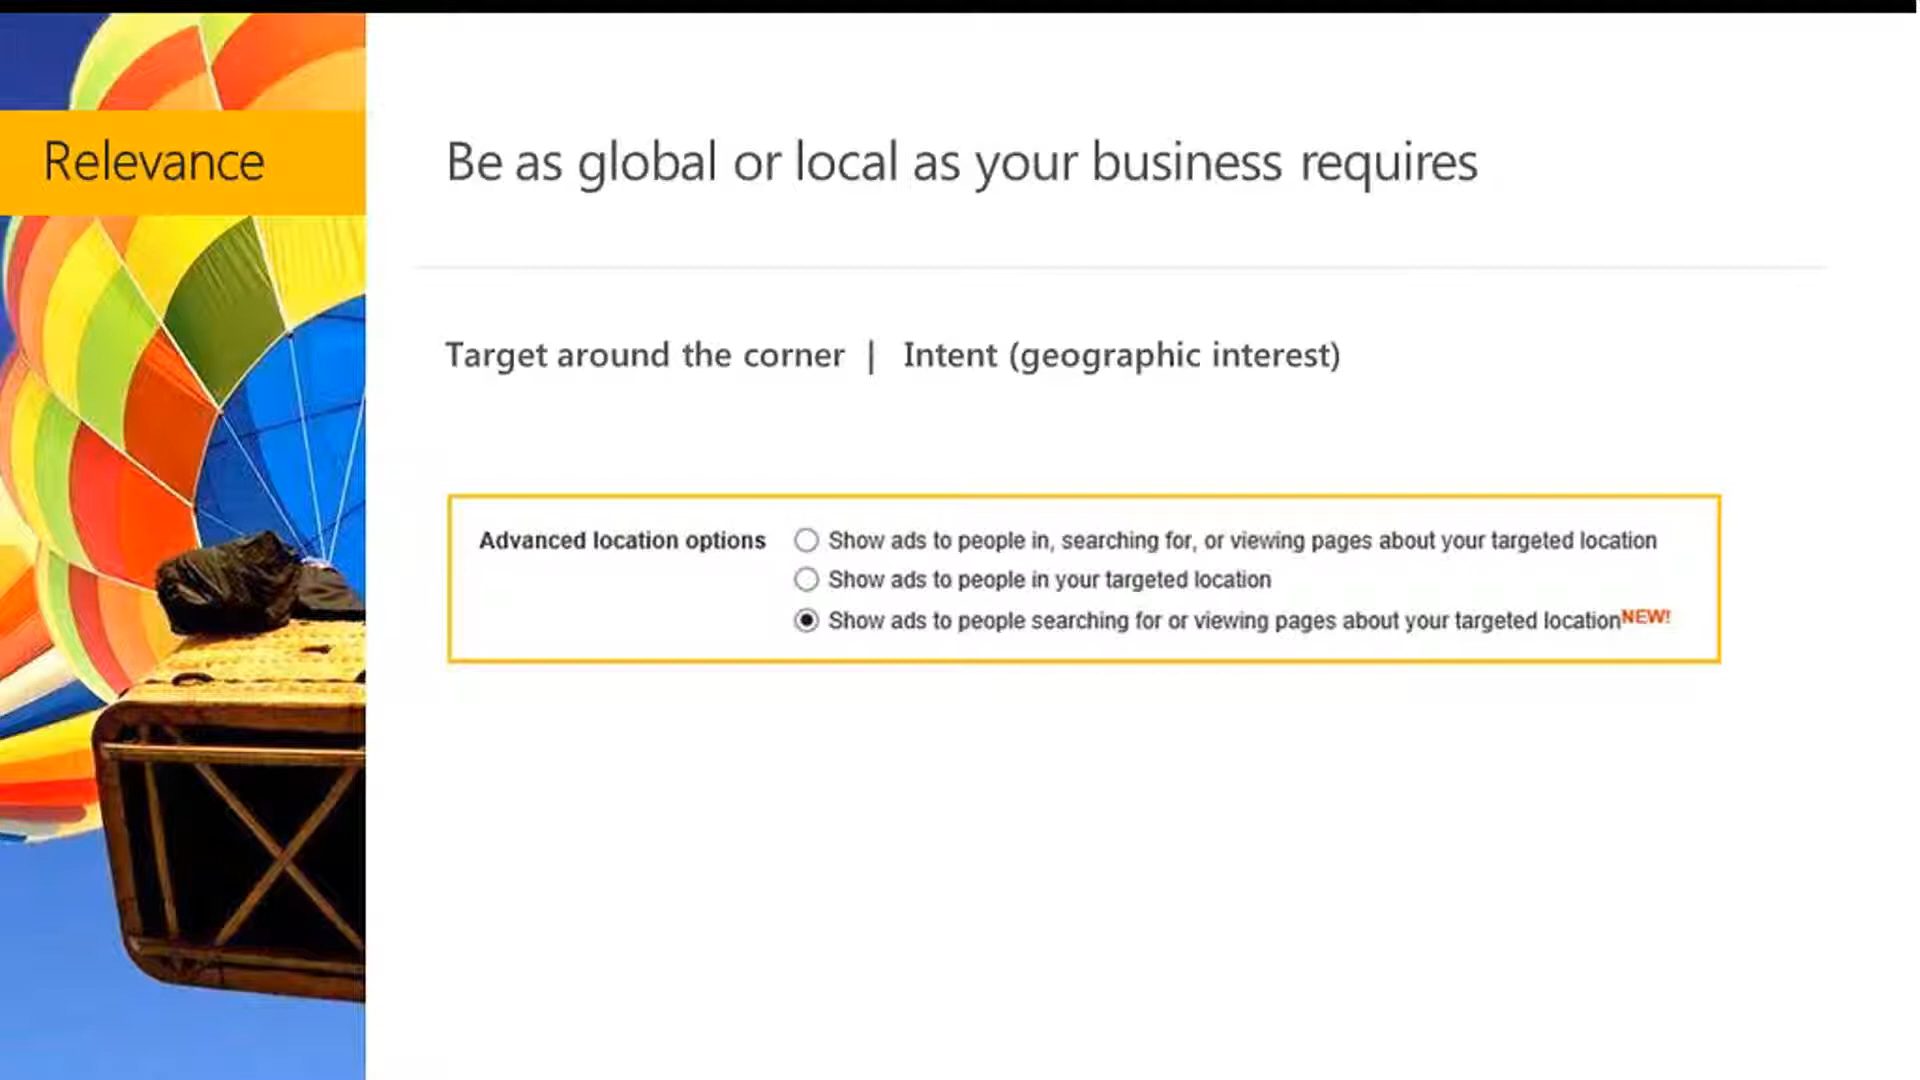 Relevance
Be as global or local as your business requires
Target around the corner | Intent (geographic interest)
Advanced location options
Show ads to people in, searching for, or viewing pages about your targeted location
Show ads to people in your targeted location
Show ads to people searching for or viewing pages about your targeted location NEW!